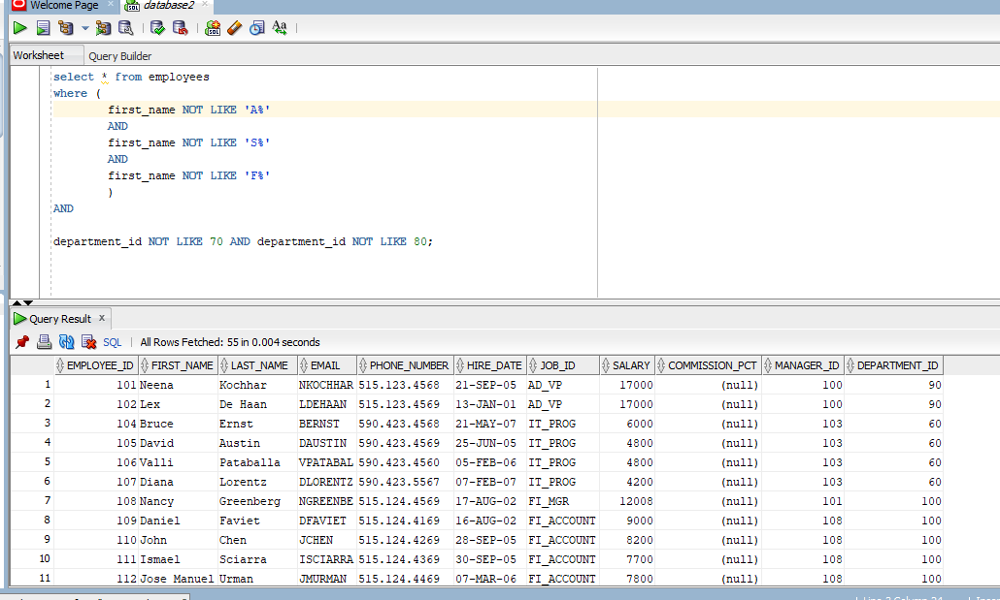 Welcome Page × database2 ×
Worksheet Query Builder
select * from employees
where (
first_name NOT LIKE 'A%'
AND
first_name NOT LIKE 'S%'
AND
first_name NOT LIKE 'F%'
)
AND
department_id NOT LIKE 70 AND department_id NOT LIKE 80;
Query Result ×
SQL | All Rows Fetched: 55 in 0.004 seconds
EMPLOYEE_ID FIRST_NAME LAST_NAME EMAIL PHONE_NUMBER HIRE_DATE JOB_ID SALARY COMMISSION_PCT MANAGER_ID DEPARTMENT_ID
1 101 Neena Kochhar NKOCHHAR 515.123.4568 21-SEP-05 AD_VP 17000 (null) 100 90
2 102 Lex De Haan LDEHAAN 515.123.4569 13-JAN-01 AD_VP 17000 (null) 100 90
3 104 Bruce Ernst BERNST 590.423.4568 21-MAY-07 IT_PROG 6000 (null) 103 60
4 105 David Austin DAUSTIN 590.423.4569 25-JUN-05 IT_PROG 4800 (null) 103 60
5 106 Valli Pataballa VPATABAL 590.423.4560 05-FEB-06 IT_PROG 4800 (null) 103 60
6 107 Diana Lorentz DLORENTZ 590.423.5567 07-FEB-07 IT_PROG 4200 (null) 103 60
7 108 Nancy Greenberg NGREENBE 515.124.4569 17-AUG-02 FI_MGR 12008 (null) 101 100
8 109 Daniel Faviet DFAVIET 515.124.4169 16-AUG-02 FI_ACCOUNT 9000 (null) 108 100
9 110 John Chen JCHEN 515.124.4269 28-SEP-05 FI_ACCOUNT 8200 (null) 108 100
10 111 Ismael Sciarra ISCIARRA 515.124.4369 30-SEP-05 FI_ACCOUNT 7700 (null) 108 100
11 112 Jose Manuel Urman JMURMAN 515.124.4469 07-MAR-06 FI_ACCOUNT 7800 (null) 108 100